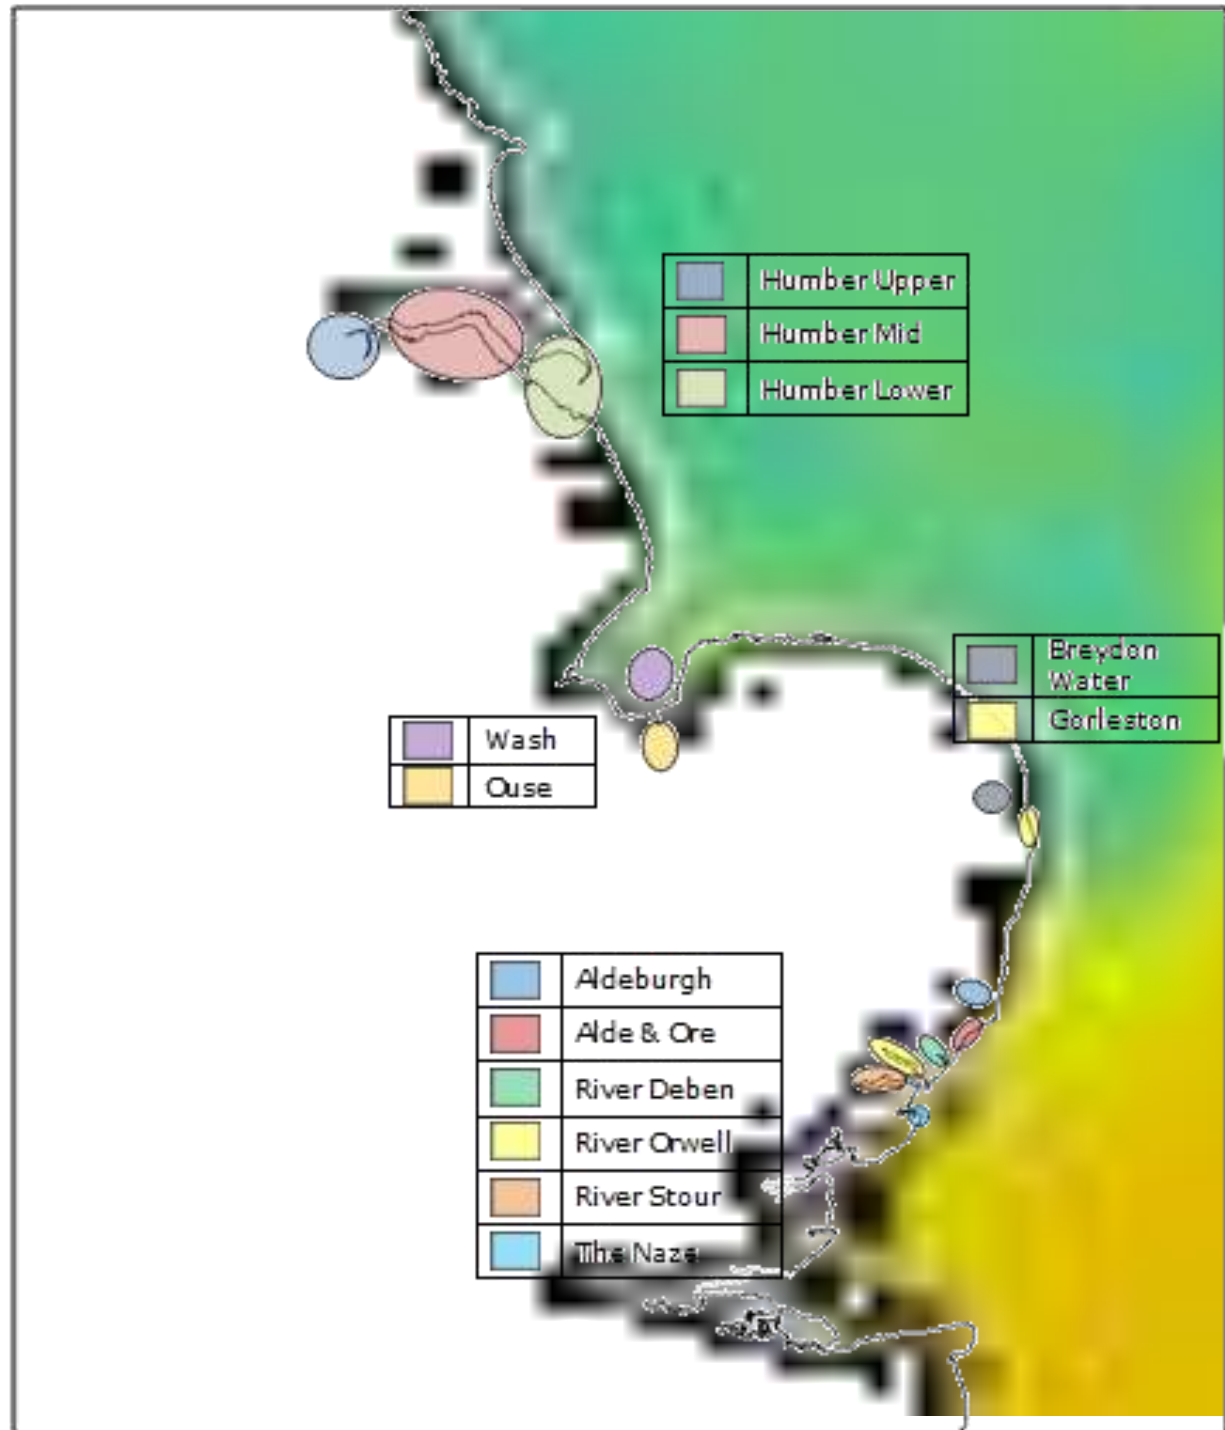 Humber Upper
Humber Mid
Humber Lower
Breydon
Water
Gorleston
Wash
Ouse
Aldeburgh
Alde & Ore
River Deben
River Orwell
River Stour
The Naze